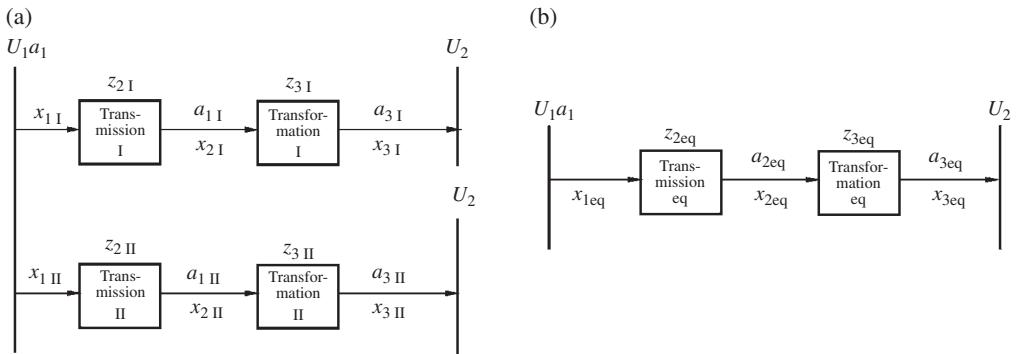 (a)
U₁a₁
U₂
x₁ I
z₂ I
Trans-
mission
I
a₁ I
x₂ I
z₃ I
Transfor-
mation
I
a₃ I
x₃ I
U₂
x₁ II
z₂ II
Trans-
mission
II
a₁ II
x₂ II
z₃ II
Transfor-
mation
II
a₃ II
x₃ II
(b)
U₁a₁
U₂
x₁eq
z₂eq
Trans-
mission
eq
a₂eq
x₂eq
z₃eq
Transfor-
mation
eq
a₃eq
x₃eq